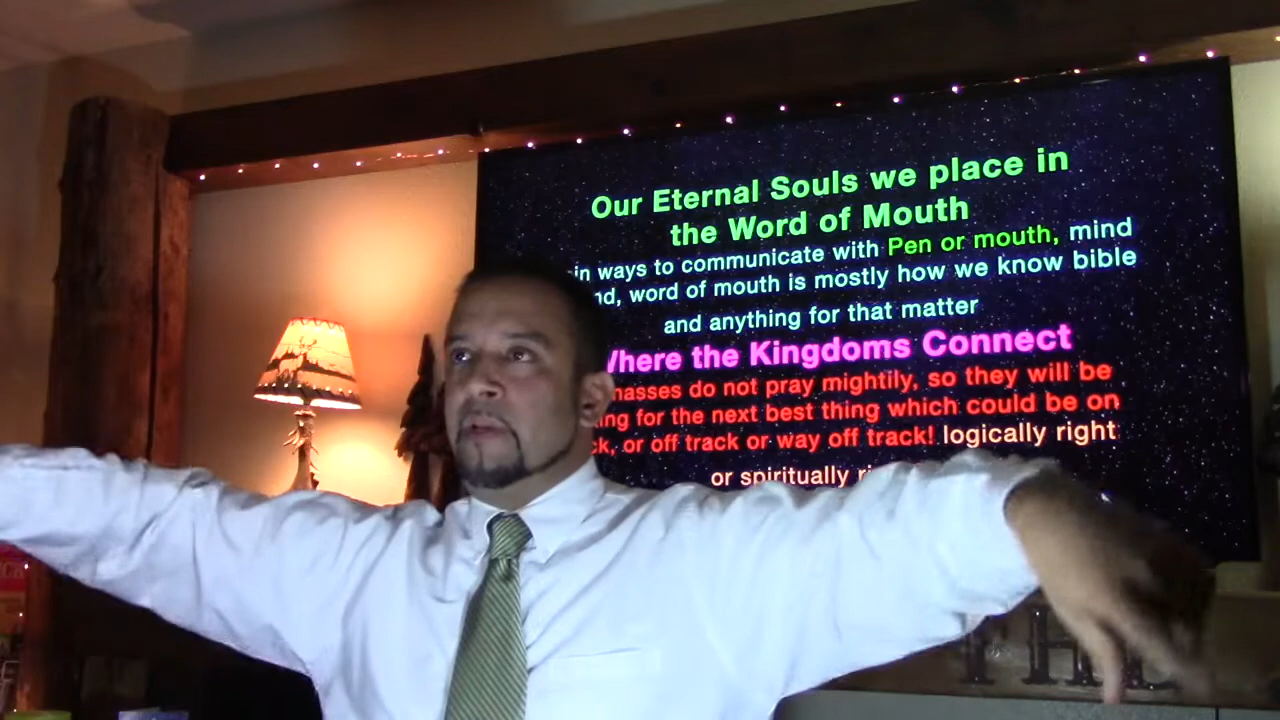 Our Eternal Souls we place in
the Word of Mouth
in ways to communicate with Pen or mouth, mind
word of mouth is mostly how we know bible
and anything for that matter
Where the Kingdoms Connect
masses do not pray mightily, so they will be
for the next best thing which could be on
or off track or way off track! logically right
or spiritually